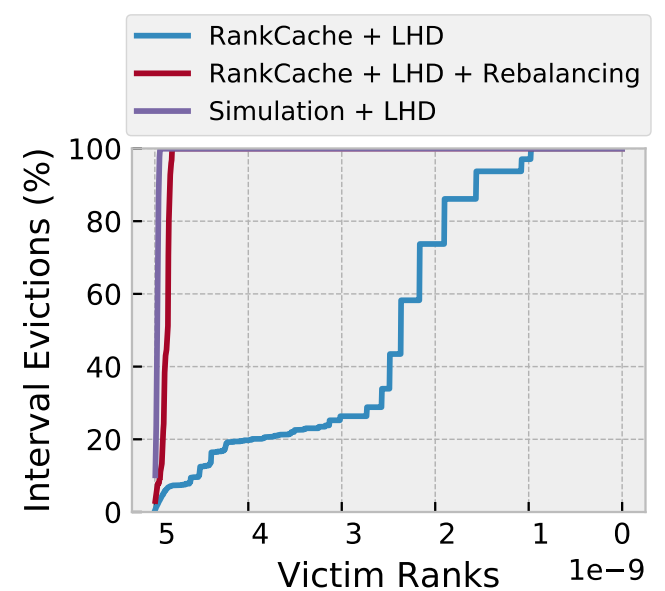 RankCache + LHD
RankCache + LHD + Rebalancing
Simulation + LHD
100
80
60
40
20
0
Interval Evictions (%)
5 4 3 2 1 0
1e−9
Victim Ranks